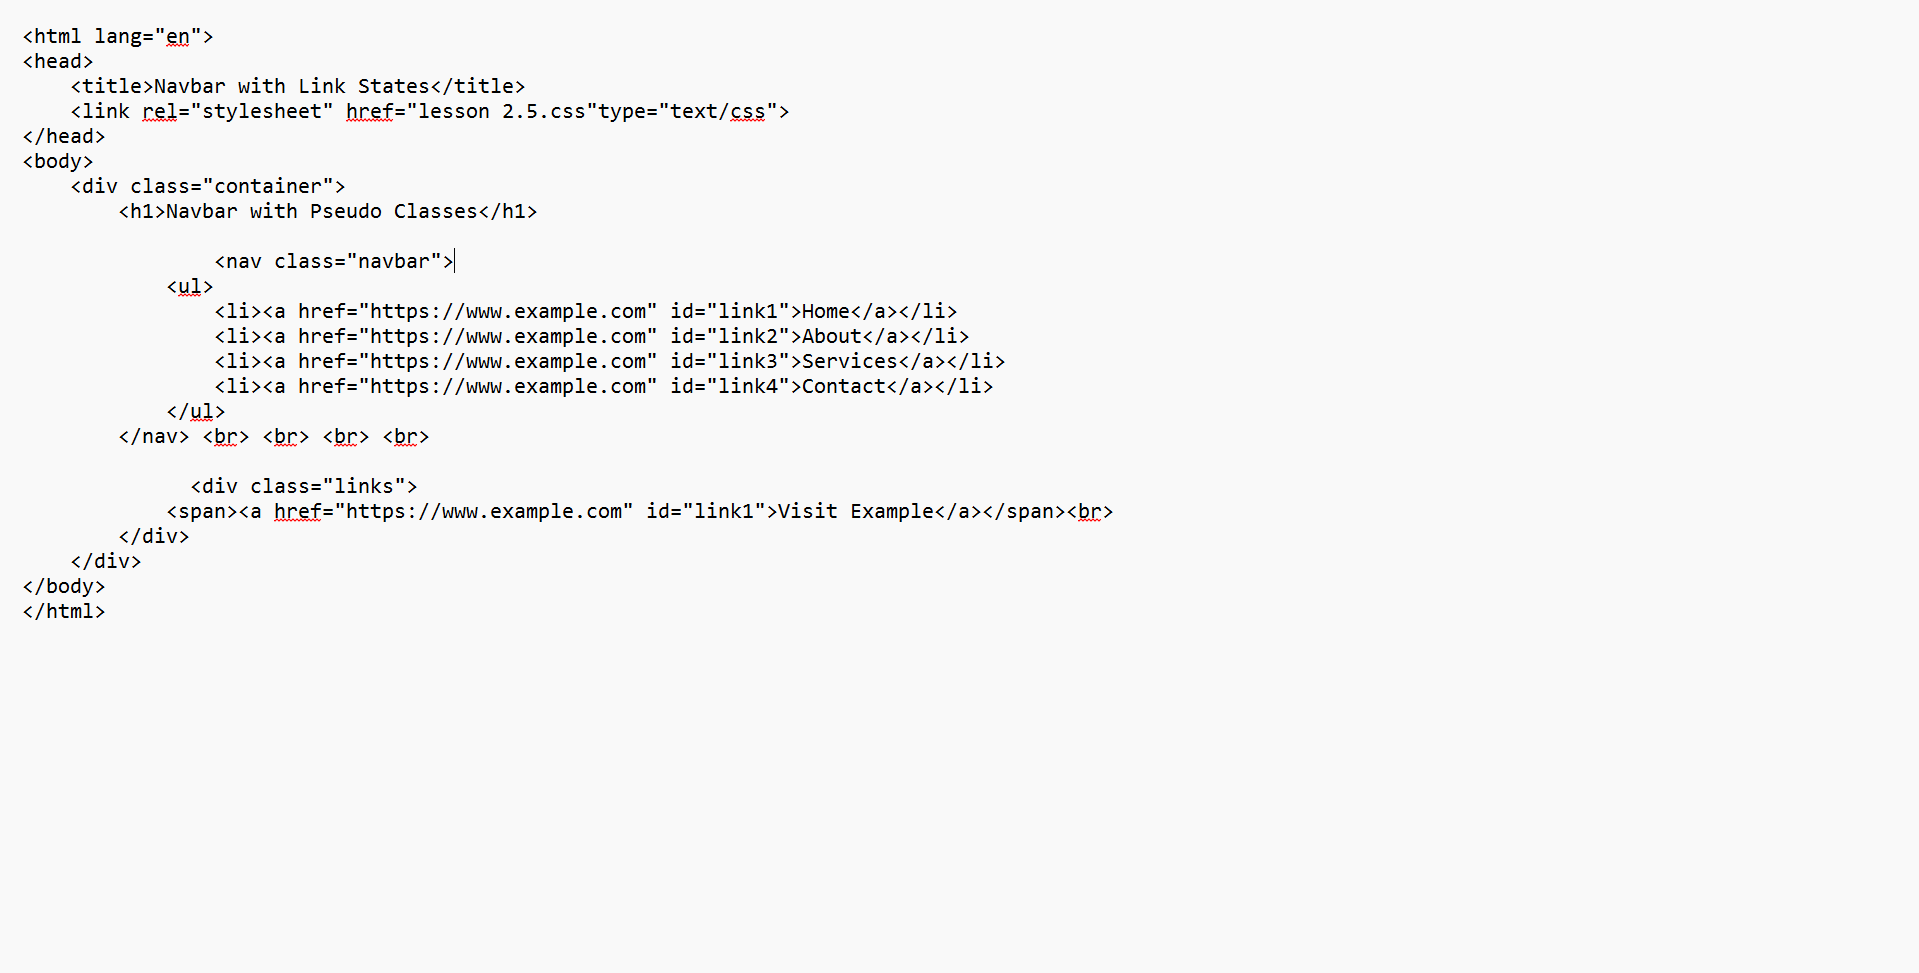 <html lang="en">
<head>
    <title>Navbar with Link States</title>
    <link rel="stylesheet" href="lesson 2.5.css"type="text/css">
</head>
<body>
    <div class="container">
        <h1>Navbar with Pseudo Classes</h1>

                <nav class="navbar">
            <ul>
                <li><a href="https://www.example.com" id="link1">Home</a></li>
                <li><a href="https://www.example.com" id="link2">About</a></li>
                <li><a href="https://www.example.com" id="link3">Services</a></li>
                <li><a href="https://www.example.com" id="link4">Contact</a></li>
            </ul>
        </nav> <br> <br> <br> <br>

              <div class="links">
            <span><a href="https://www.example.com" id="link1">Visit Example</a></span><br>
        </div>
    </div>
</body>
</html>